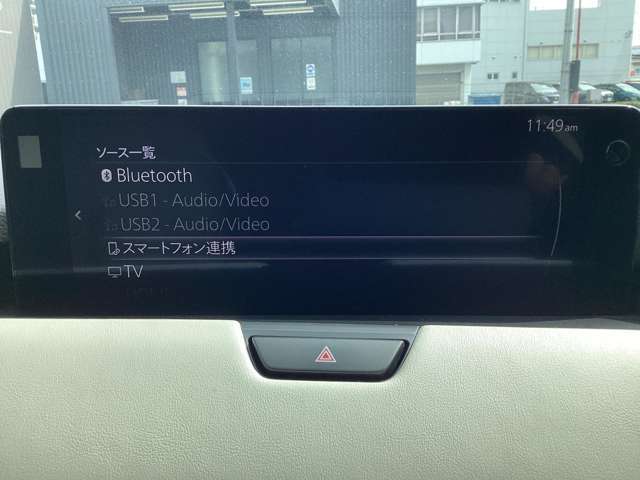 11:49am
ソース一覧
Bluetooth
USB1 - Audio/Video
USB2 - Audio/Video
スマートフォン連携
TV